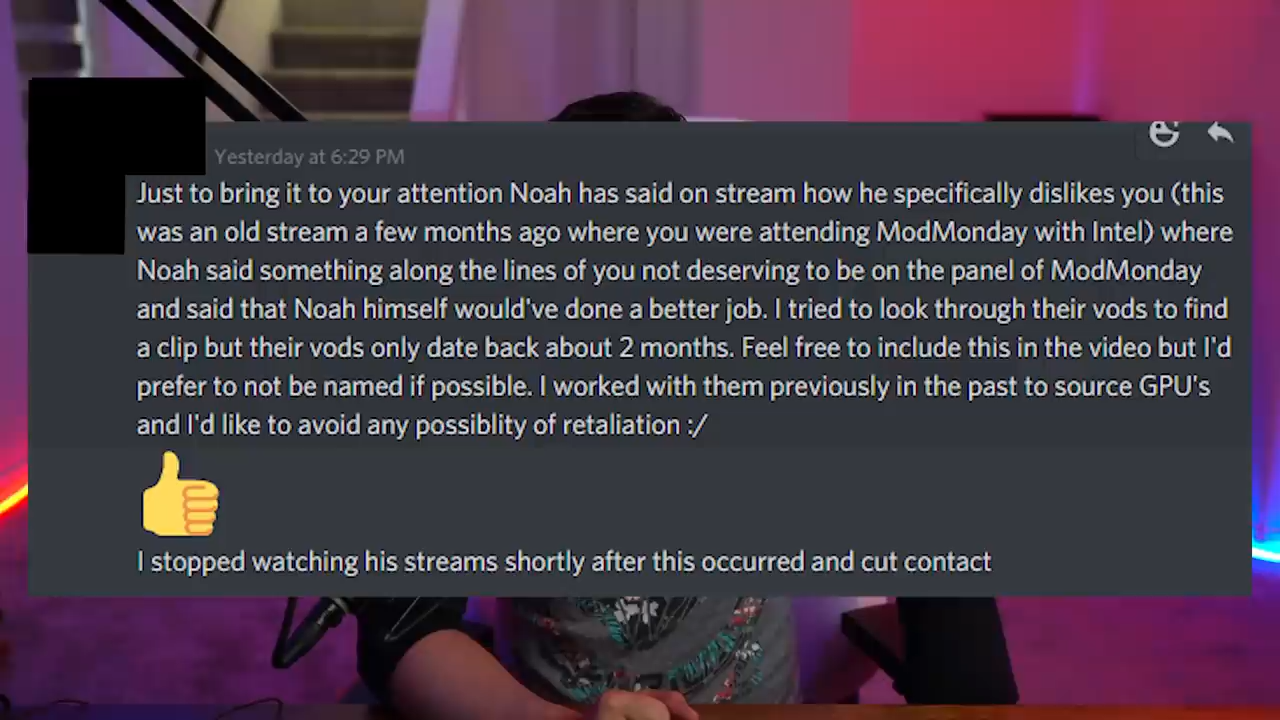 Yesterday at 6:29 PM
Just to bring it to your attention Noah has said on stream how he specifically dislikes you (this
was an old stream a few months ago where you were attending ModMonday with Intel) where
Noah said something along the lines of you not deserving to be on the panel of ModMonday
and said that Noah himself would've done a better job. I tried to look through their vods to find
a clip but their vods only date back about 2 months. Feel free to include this in the video but I'd
prefer to not be named if possible. I worked with them previously in the past to source GPU's
and I'd like to avoid any possiblity of retaliation :/
I stopped watching his streams shortly after this occurred and cut contact